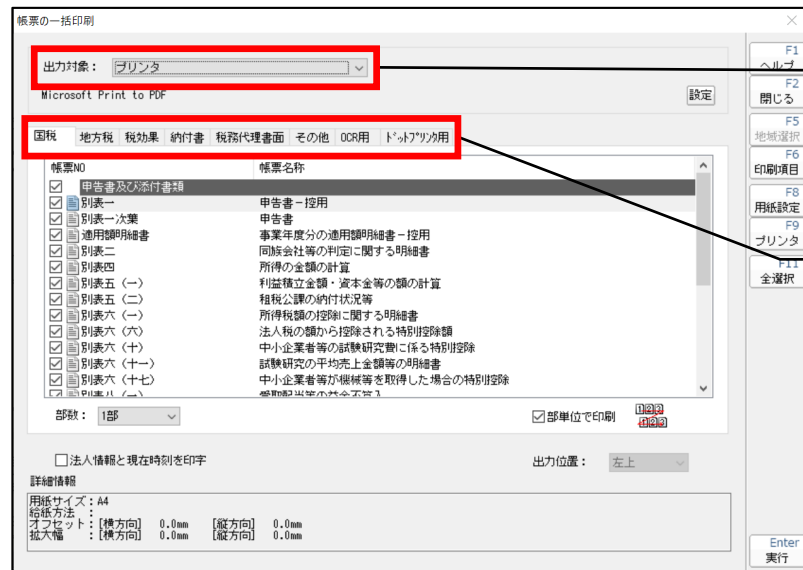 帳票の一括印刷
出力対象： プリンタ
Microsoft Print to PDF
設定
国税 地方税 税効果 納付書 税務代理書面 その他 OCR用 ﾄﾞｯﾄﾌﾟﾘﾝﾀ用
帳票NO 帳票名称
申告書及び添付書類
別表一 申告書－控用
別表一次葉 申告書
適用額明細書 事業年度分の適用額明細書－控用
別表二 同族会社等の判定に関する明細書
別表四 所得の金額の計算
別表五（一） 利益積立金額・資本金等の額の計算
別表五（二） 租税公課の納付状況等
別表六（一） 所得税額の控除に関する明細書
別表六（六） 法人税の額から控除される特別控除額
別表六（十） 中小企業者等の試験研究費に係る特別控除
別表六（十一） 試験研究の平均売上金額等の明細書
別表六（十七） 中小企業者等が機械等を取得した場合の特別控除
別表八（一） 受取配当等の益金不算入
部数： 1部
部単位で印刷
法人情報と現在時刻を印字
出力位置： 左上
詳細情報
用紙サイズ：A4
給紙方法 ：
オフセット：[横方向] 0.0mm [縦方向] 0.0mm
拡大幅 ：[横方向] 0.0mm [縦方向] 0.0mm
F1
ヘルプ
F2
閉じる
F5
地域選択
F6
印刷項目
F8
用紙設定
F9
プリンタ
F11
全選択
Enter
実行